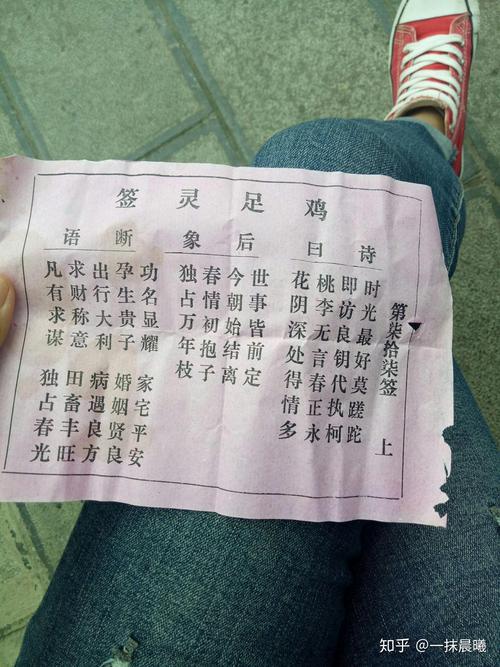 鸡足灵签
第柒拾柒签 上
诗曰
时光最好莫蹉跎
即访良钥代执柯
桃李无言春正永
花阴深处得情多
后象
世事皆前定
今朝始结离
春情初抱子
独占万年枝
断语
功名显耀 家宅平安
孕生贵子 婚姻贤良
出行大利 病遇良方
求财称意 田畜丰旺
凡有求谋 独占春光
知乎 @一抹晨曦